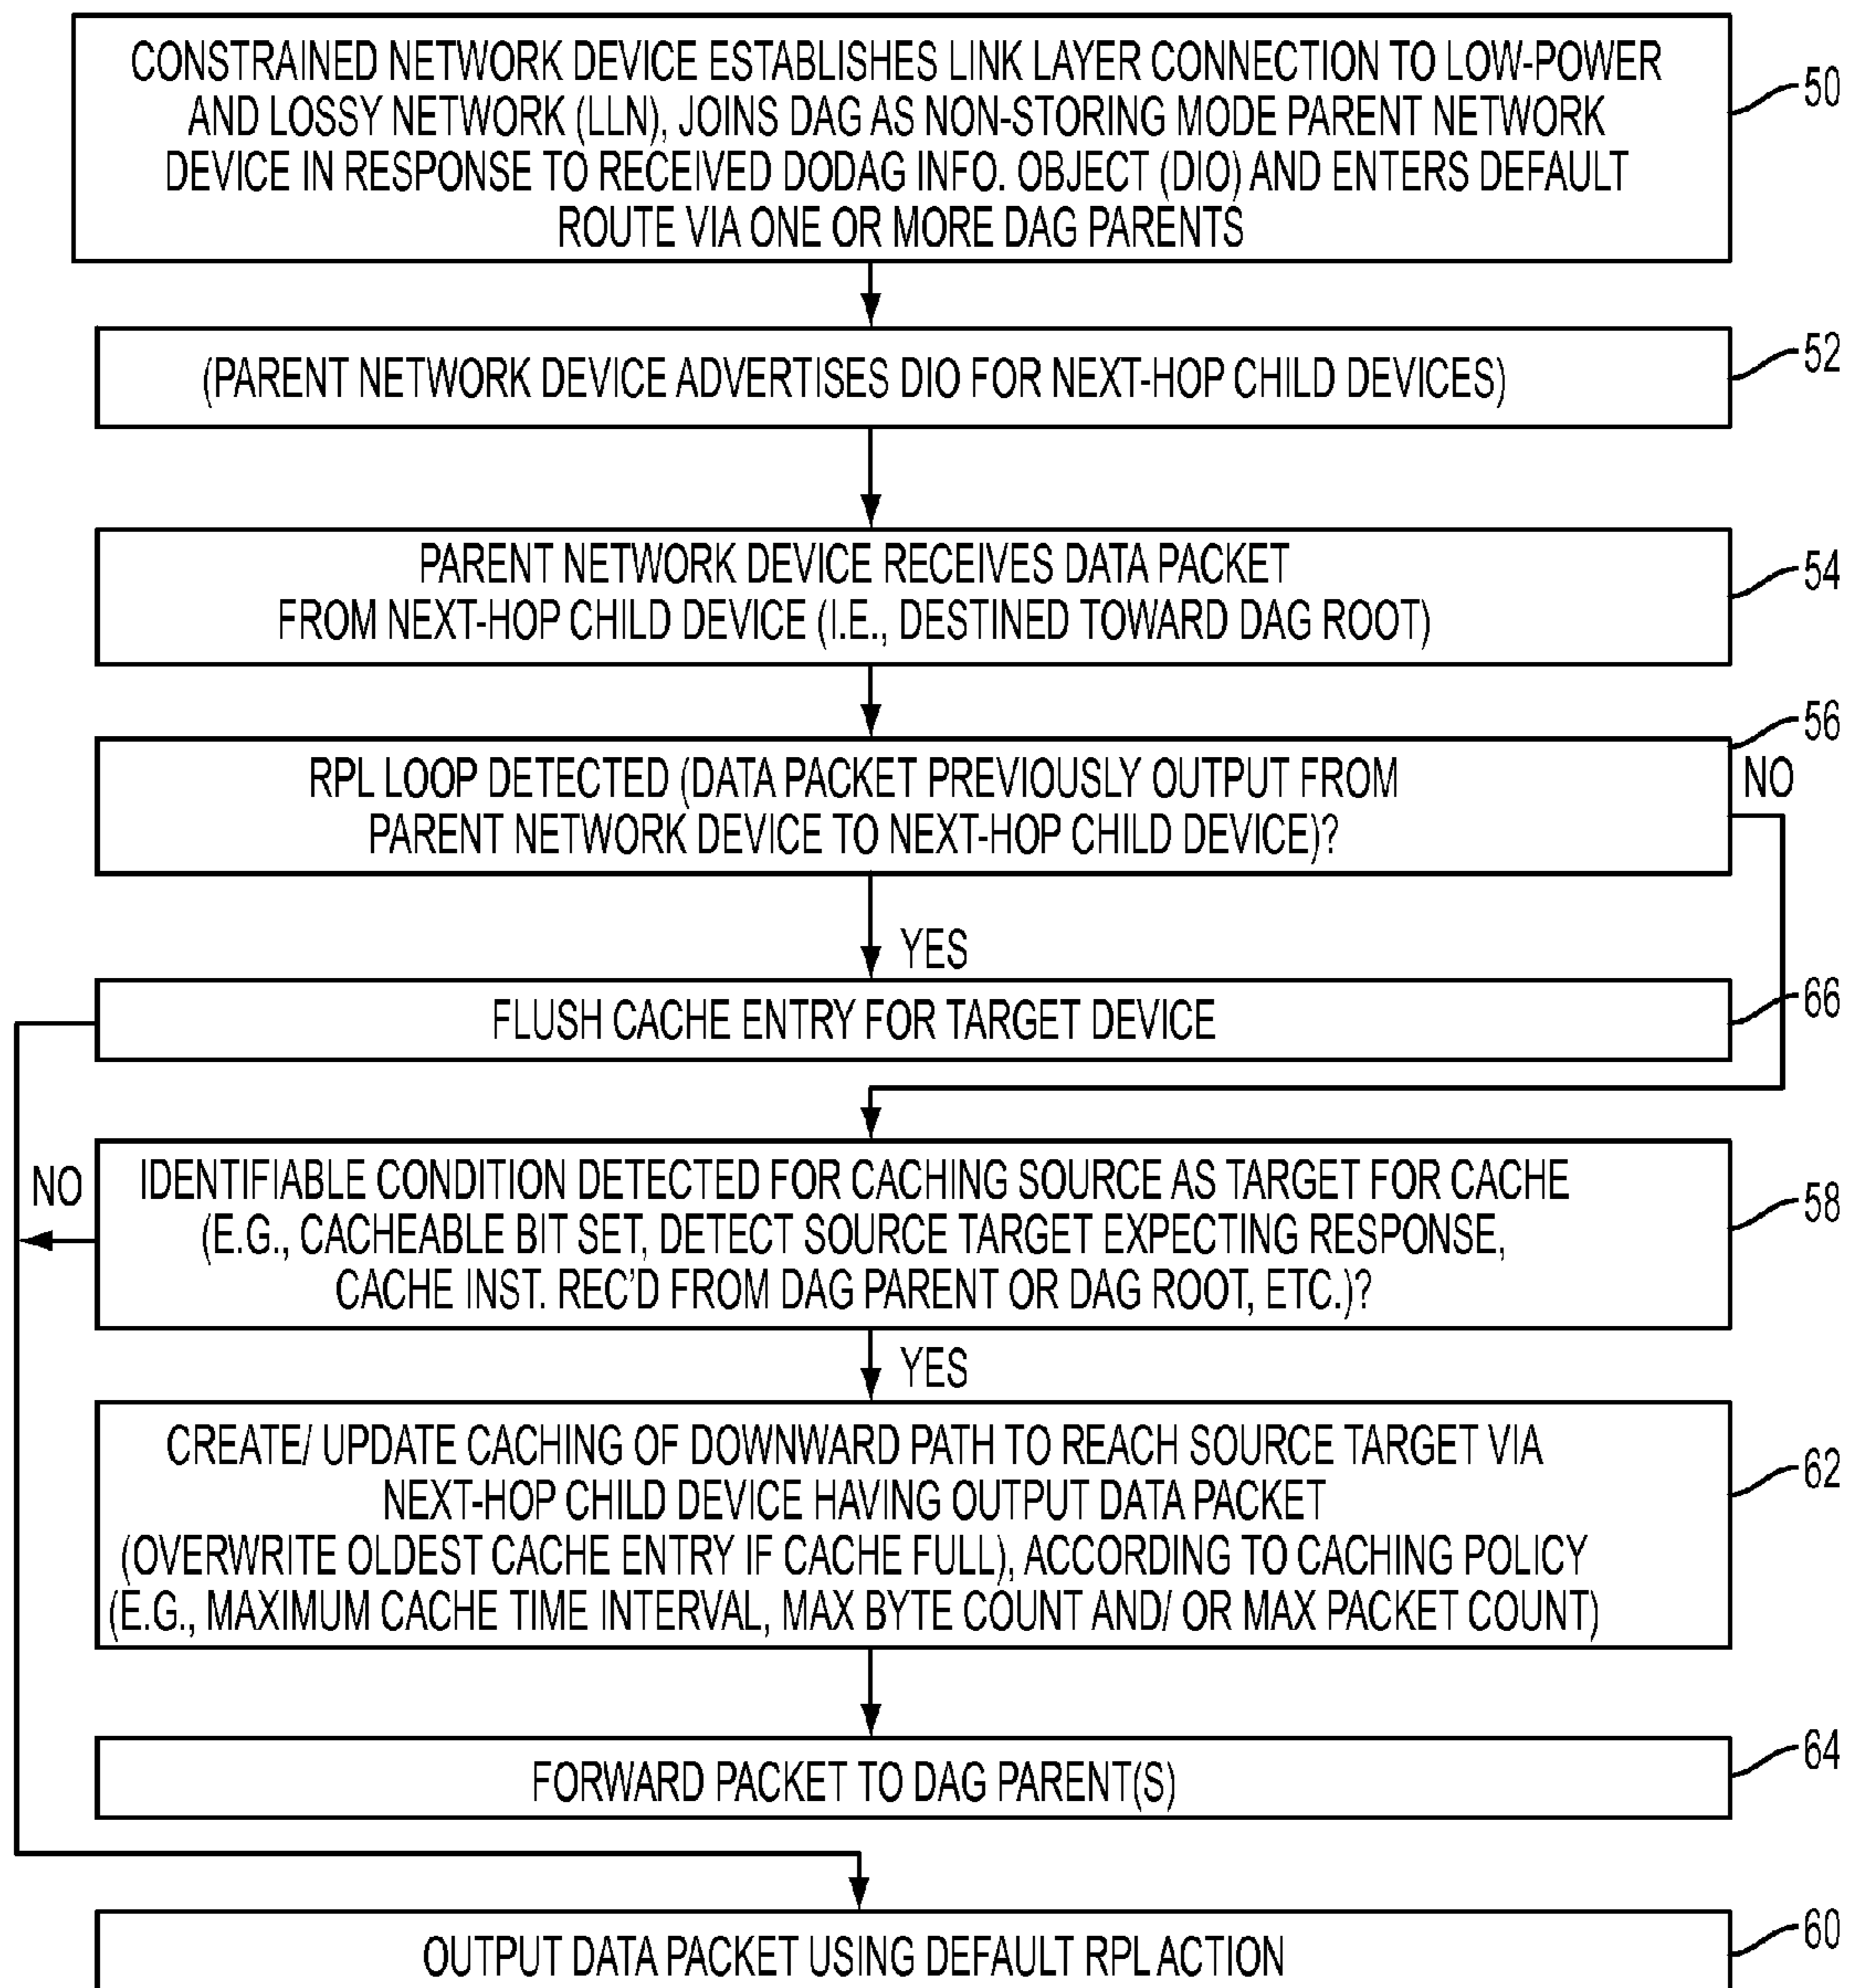 CONSTRAINED NETWORK DEVICE ESTABLISHES LINK LAYER CONNECTION TO LOW-POWER
AND LOSSY NETWORK (LLN), JOINS DAG AS NON-STORING MODE PARENT NETWORK
DEVICE IN RESPONSE TO RECEIVED DODAG INFO. OBJECT (DIO) AND ENTERS DEFAULT
ROUTE VIA ONE OR MORE DAG PARENTS
50
(PARENT NETWORK DEVICE ADVERTISES DIO FOR NEXT-HOP CHILD DEVICES)
52
PARENT NETWORK DEVICE RECEIVES DATA PACKET
FROM NEXT-HOP CHILD DEVICE (I.E., DESTINED TOWARD DAG ROOT)
54
56
RPL LOOP DETECTED (DATA PACKET PREVIOUSLY OUTPUT FROM
PARENT NETWORK DEVICE TO NEXT-HOP CHILD DEVICE)?
NO
YES
FLUSH CACHE ENTRY FOR TARGET DEVICE
66
NO
IDENTIFIABLE CONDITION DETECTED FOR CACHING SOURCE AS TARGET FOR CACHE
(E.G., CACHEABLE BIT SET, DETECT SOURCE TARGET EXPECTING RESPONSE,
CACHE INST. REC'D FROM DAG PARENT OR DAG ROOT, ETC.)?
58
YES
CREATE/ UPDATE CACHING OF DOWNWARD PATH TO REACH SOURCE TARGET VIA
NEXT-HOP CHILD DEVICE HAVING OUTPUT DATA PACKET
(OVERWRITE OLDEST CACHE ENTRY IF CACHE FULL), ACCORDING TO CACHING POLICY
(E.G., MAXIMUM CACHE TIME INTERVAL, MAX BYTE COUNT AND/ OR MAX PACKET COUNT)
62
FORWARD PACKET TO DAG PARENT(S)
64
OUTPUT DATA PACKET USING DEFAULT RPL ACTION
60